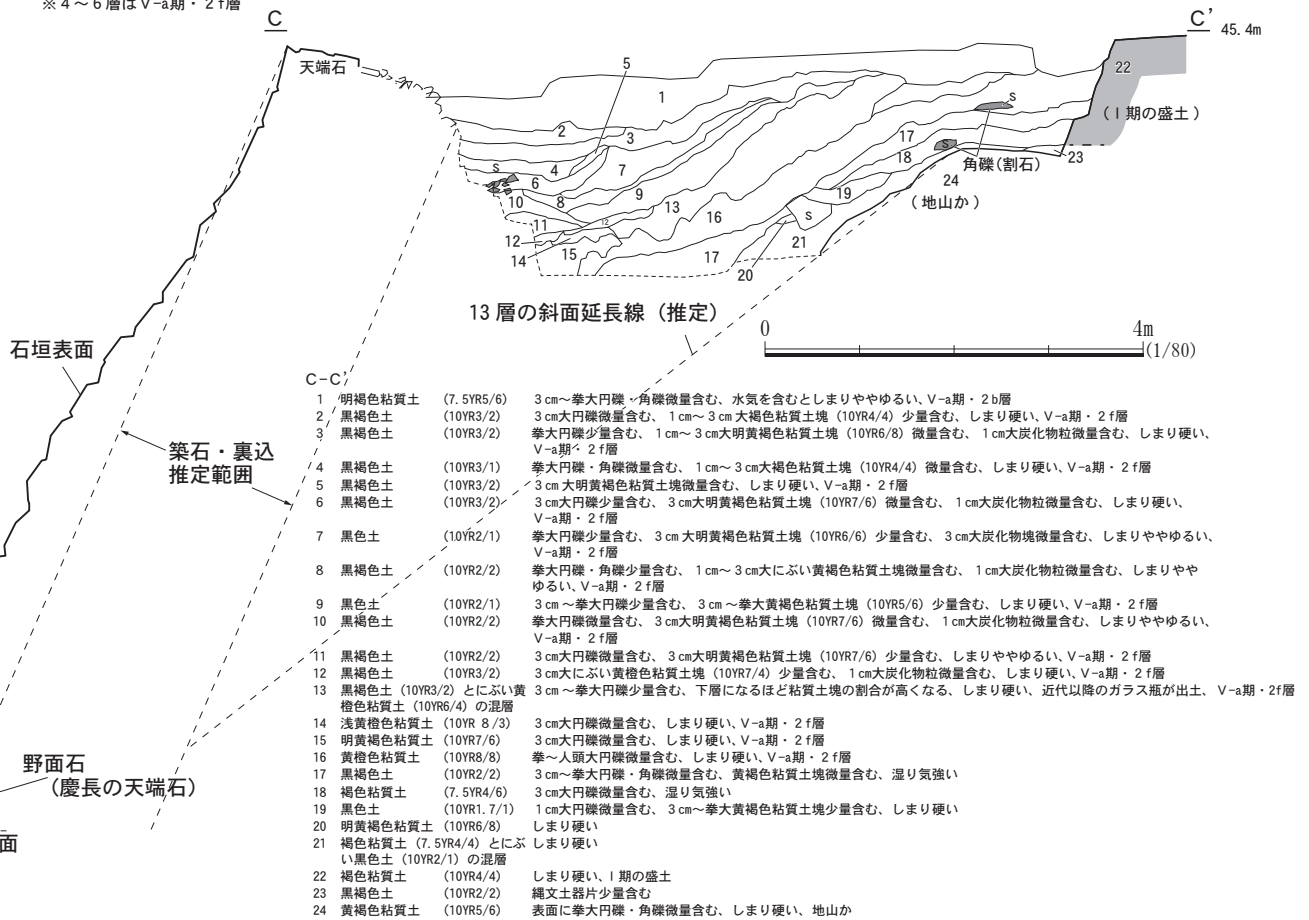 ※４～６層はⅤ-a期・２f層
C
C’ 45.4m
天端石
5
1
22
（Ⅰ期の盛土）
s
2
3
17
4
7
18
s
23
角礫(割石)
s
6
24
（地山か）
10
8
9
19
13
16
11
12
s
12
14
15
17
21
20
13層の斜面延長線（推定）
0
4m
(1/80)
石垣表面
築石・裏込
推定範囲
野面石
（慶長の天端石）
面
C-C’
1 明褐色粘質土 (7.5YR5/6) 3㎝～拳大円礫・角礫微量含む、水気を含むとしまりややゆるい、Ⅴ-a期・２b層
2 黒褐色土 (10YR3/2) 3㎝大円礫微量含む、1㎝～3㎝大褐色粘質土塊（10YR4/4）少量含む、しまり硬い、Ⅴ-a期・２f層
3 黒褐色土 (10YR3/2) 拳大円礫少量含む、1㎝～3㎝大明黄褐色粘質土塊（10YR6/8）微量含む、1㎝大炭化物粒微量含む、しまり硬い、
Ⅴ-a期・２f層
4 黒褐色土 (10YR3/1) 拳大円礫・角礫微量含む、1㎝～3㎝大褐色粘質土塊（10YR4/4）微量含む、しまり硬い、Ⅴ-a期・２f層
5 黒褐色土 (10YR3/2) 3㎝大明黄褐色粘質土塊微量含む、しまり硬い、Ⅴ-a期・２f層
6 黒褐色土 (10YR3/2) 3㎝大円礫少量含む、3㎝大明黄褐色粘質土塊（10YR7/6）微量含む、1㎝大炭化物粒微量含む、しまり硬い、
Ⅴ-a期・２f層
7 黒色土 (10YR2/1) 拳大円礫少量含む、3㎝大明黄褐色粘質土塊（10YR6/6）少量含む、3㎝大炭化物塊微量含む、しまりややゆるい、
Ⅴ-a期・２f層
8 黒褐色土 (10YR2/2) 拳大円礫・角礫少量含む、1㎝～3㎝大にぶい黄褐色粘質土塊微量含む、1㎝大炭化物粒微量含む、しまりやや
ゆるい、Ⅴ-a期・２f層
9 黒色土 (10YR2/1) 3㎝～拳大円礫少量含む、3㎝～拳大黄褐色粘質土塊（10YR5/6）少量含む、しまり硬い、Ⅴ-a期・２f層
10 黒褐色土 (10YR2/2) 拳大円礫微量含む、3㎝大明黄褐色粘質土塊（10YR7/6）微量含む、1㎝大炭化物粒微量含む、しまりややゆるい、
Ⅴ-a期・２f層
11 黒褐色土 (10YR2/2) 3㎝大円礫微量含む、3㎝大明黄褐色粘質土塊（10YR7/6）少量含む、しまりややゆるい、Ⅴ-a期・２f層
12 黒褐色土 (10YR3/2) 3㎝大にぶい黄橙色粘質土塊（10YR7/4）少量含む、1㎝大炭化物粒微量含む、しまり硬い、Ⅴ-a期・２f層
13 黒褐色土（10YR3/2）とにぶい黄 3㎝～拳大円礫少量含む、下層になるほど粘質土塊の割合が高くなる、しまり硬い、近代以降のガラス瓶が出土、Ⅴ-a期・２f層
橙色粘質土（10YR6/4）の混層
14 浅黄橙色粘質土（10YR 8/3） 3㎝大円礫微量含む、しまり硬い、Ⅴ-a期・２f層
15 明黄褐色粘質土（10YR7/6） 3㎝大円礫微量含む、しまり硬い、Ⅴ-a期・２f層
16 黄橙色粘質土 (10YR8/8) 拳～人頭大円礫微量含む、しまり硬い、Ⅴ-a期・２f層
17 黒褐色土 (10YR2/2) 3㎝～拳大円礫・角礫微量含む、黄褐色粘質土塊微量含む、湿り気強い
18 褐色粘質土 (7.5YR4/6) 3㎝大円礫微量含む、湿り気強い
19 黒色土 (10YR1.7/1) 1㎝大円礫微量含む、3㎝～拳大黄褐色粘質土塊少量含む、しまり硬い
20 明黄褐色粘質土（10YR6/8） しまり硬い
21 褐色粘質土（7.5YR4/4）とにぶ しまり硬い
い黒色土（10YR2/1）の混層
22 褐色粘質土 (10YR4/4) しまり硬い、Ⅰ期の盛土
23 黒褐色土 (10YR2/2) 縄文土器片少量含む
24 黄褐色粘質土 (10YR5/6) 表面に拳大円礫・角礫微量含む、しまり硬い、地山か